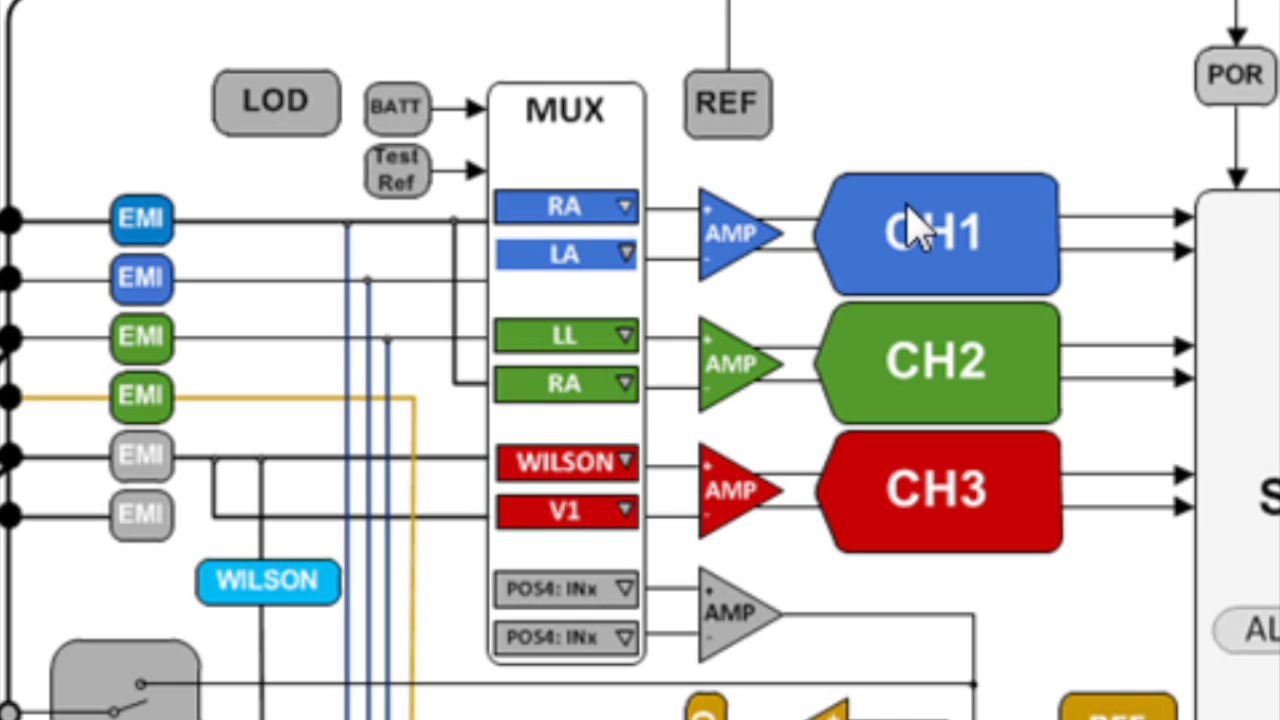 POR
LOD
BATT
MUX
REF
Test
Ref
RA
EMI
AMP
CH1
LA
EMI
LL
EMI
AMP
CH2
RA
EMI
WILSON
EMI
AMP
CH3
V1
EMI
WILSON
POS4: INx
AMP
POS4: INx